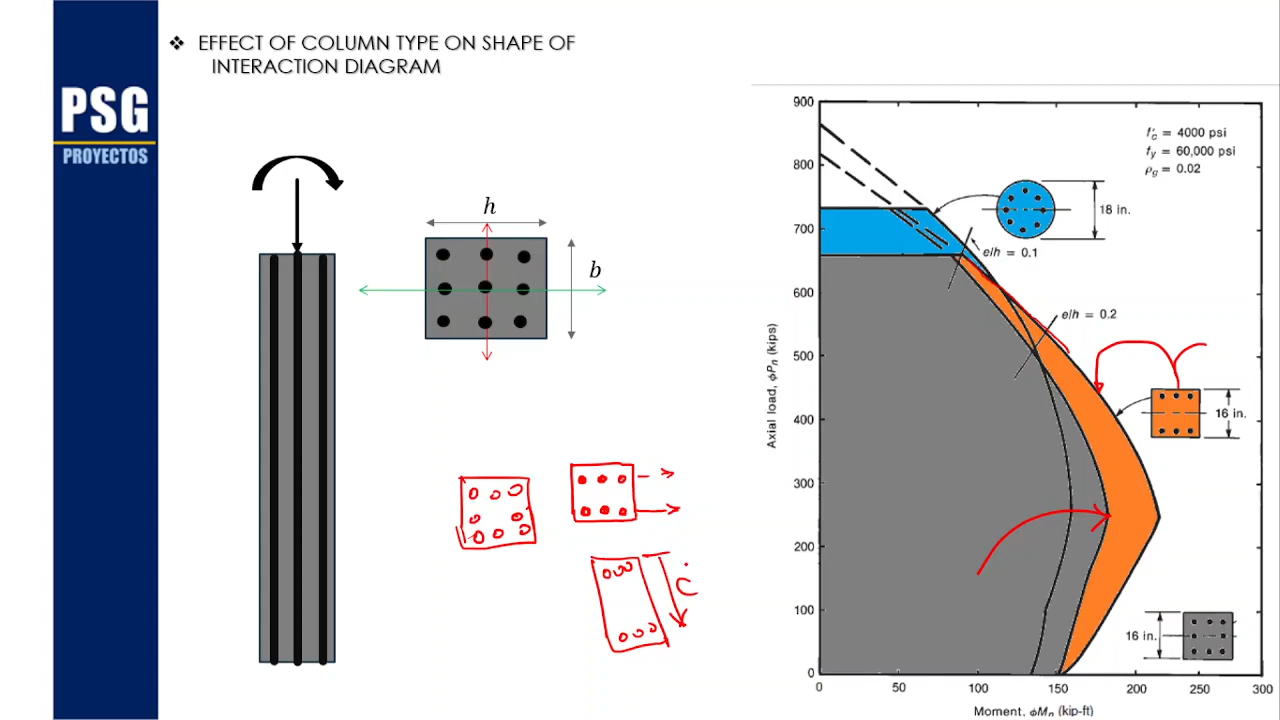 ❖ EFFECT OF COLUMN TYPE ON SHAPE OF
INTERACTION DIAGRAM
PSG
PROYECTOS
h
b
900
800
700
600
500
400
300
200
100
0
Axial load, ϕPn (kips)
f′c = 4000 psi
fy = 60,000 psi
ρg = 0.02
18 in.
e/h = 0.1
e/h = 0.2
16 in.
16 in.
0 50 100 150 200 250 300
Moment, ϕMn (kip-ft)